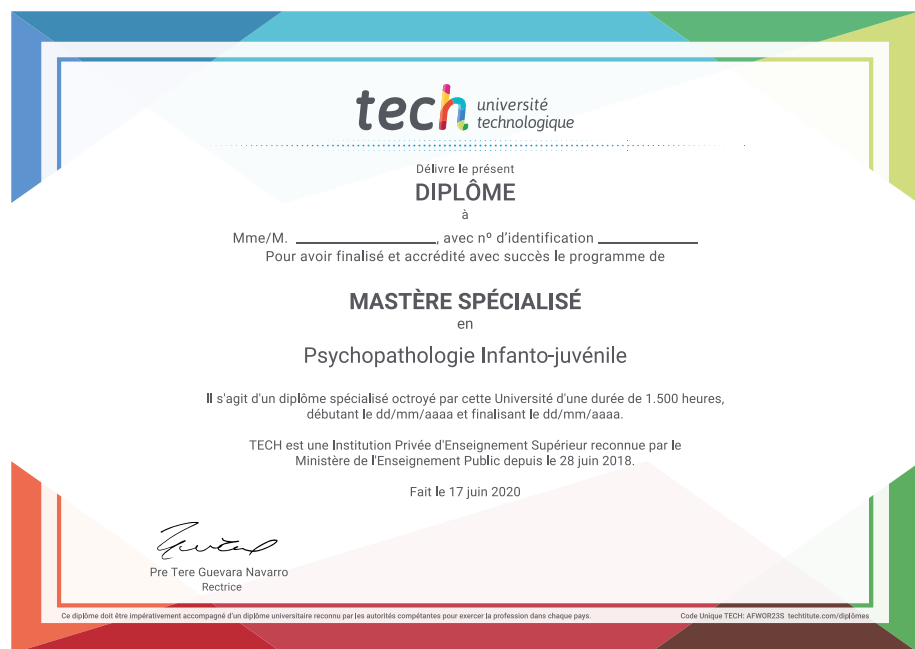 tech université
technologique
Délivre le présent
DIPLÔME
à
Mme/M. ____________________, avec nº d'identification ______________
Pour avoir finalisé et accrédité avec succès le programme de
MASTÈRE SPÉCIALISÉ
en
Psychopathologie Infanto-juvénile
Il s'agit d'un diplôme spécialisé octroyé par cette Université d'une durée de 1.500 heures,
débutant le dd/mm/aaaa et finalisant le dd/mm/aaaa.
TECH est une Institution Privée d'Enseignement Supérieur reconnue par le
Ministère de l'Enseignement Public depuis le 28 juin 2018.
Fait le 17 juin 2020
Pre Tere Guevara Navarro
Rectrice
Ce diplôme doit être impérativement accompagné d'un diplôme universitaire reconnu par les autorités compétantes pour exercer la profession dans chaque pays.
Code Unique TECH: AFWOR23S techtitute.com/diplômes